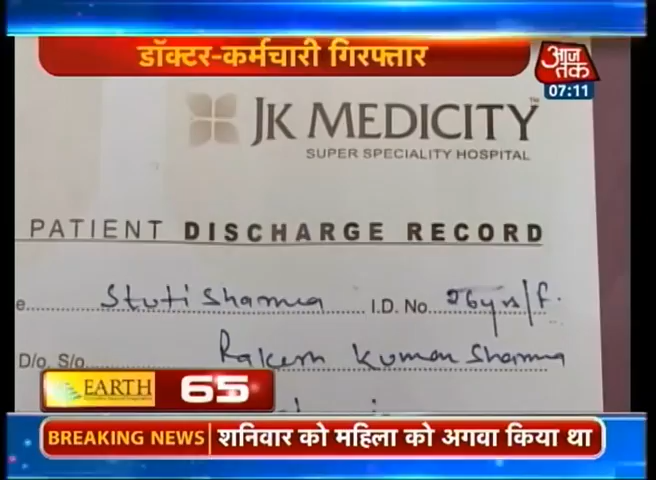 डॉक्टर-कर्मचारी गिरफ्तार
आज तक
07:11
JK MEDICITY™
SUPER SPECIALITY HOSPITAL
PATIENT DISCHARGE RECORD
e Stuti Sharma I.D. No. 26yrs/f.
D/o, S/o Rakesh Kumar Sharma
EARTH 65
BREAKING NEWS शनिवार को महिला को अगवा किया था